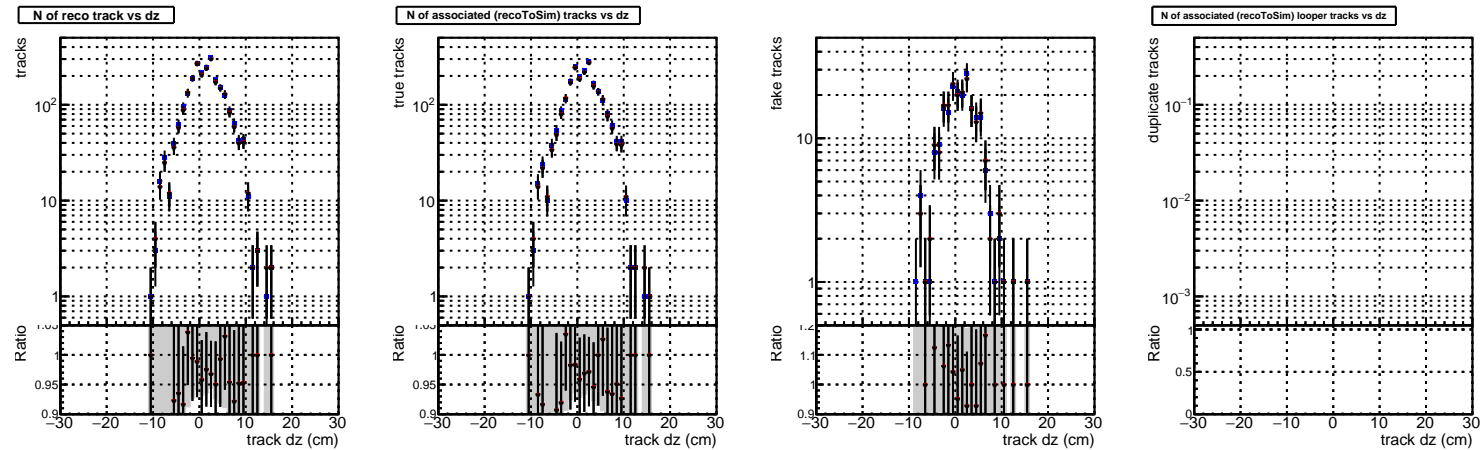 N of reco track vs dz
tracks
10²
10
1
Ratio
1.05
1
0.95
0.9
−30 −20 −10 0 10 20 30
track dz (cm)
N of associated (recoToSim) tracks vs dz
true tracks
10²
10
1
Ratio
1.05
1
0.95
0.9
−30 −20 −10 0 10 20 30
track dz (cm)
fake tracks
10
1
Ratio
1.2
1.1
1
0.9
−30 −20 −10 0 10 20 30
track dz (cm)
N of associated (recoToSim) looper tracks vs dz
duplicate tracks
10⁻¹
10⁻²
10⁻³
Ratio
1
0.5
0
−30 −20 −10 0 10 20 30
track dz (cm)